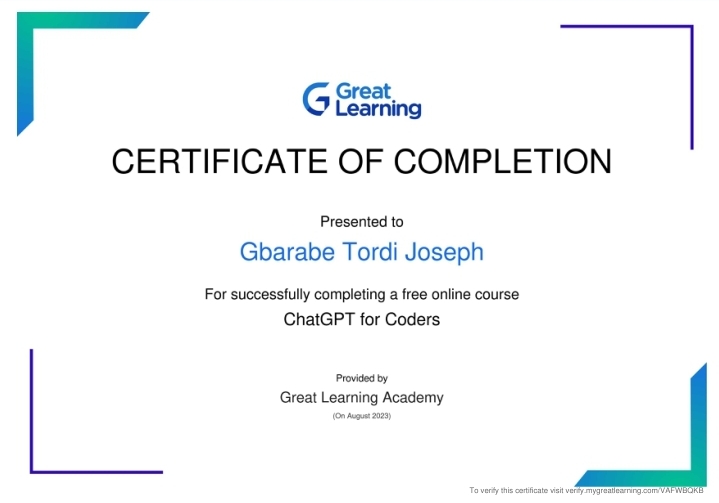 Great
Learning
CERTIFICATE OF COMPLETION
Presented to
Gbarabe Tordi Joseph
For successfully completing a free online course
ChatGPT for Coders
Provided by
Great Learning Academy
(On August 2023)
To verify this certificate visit verify.mygreatlearning.com/VAFWBQKB